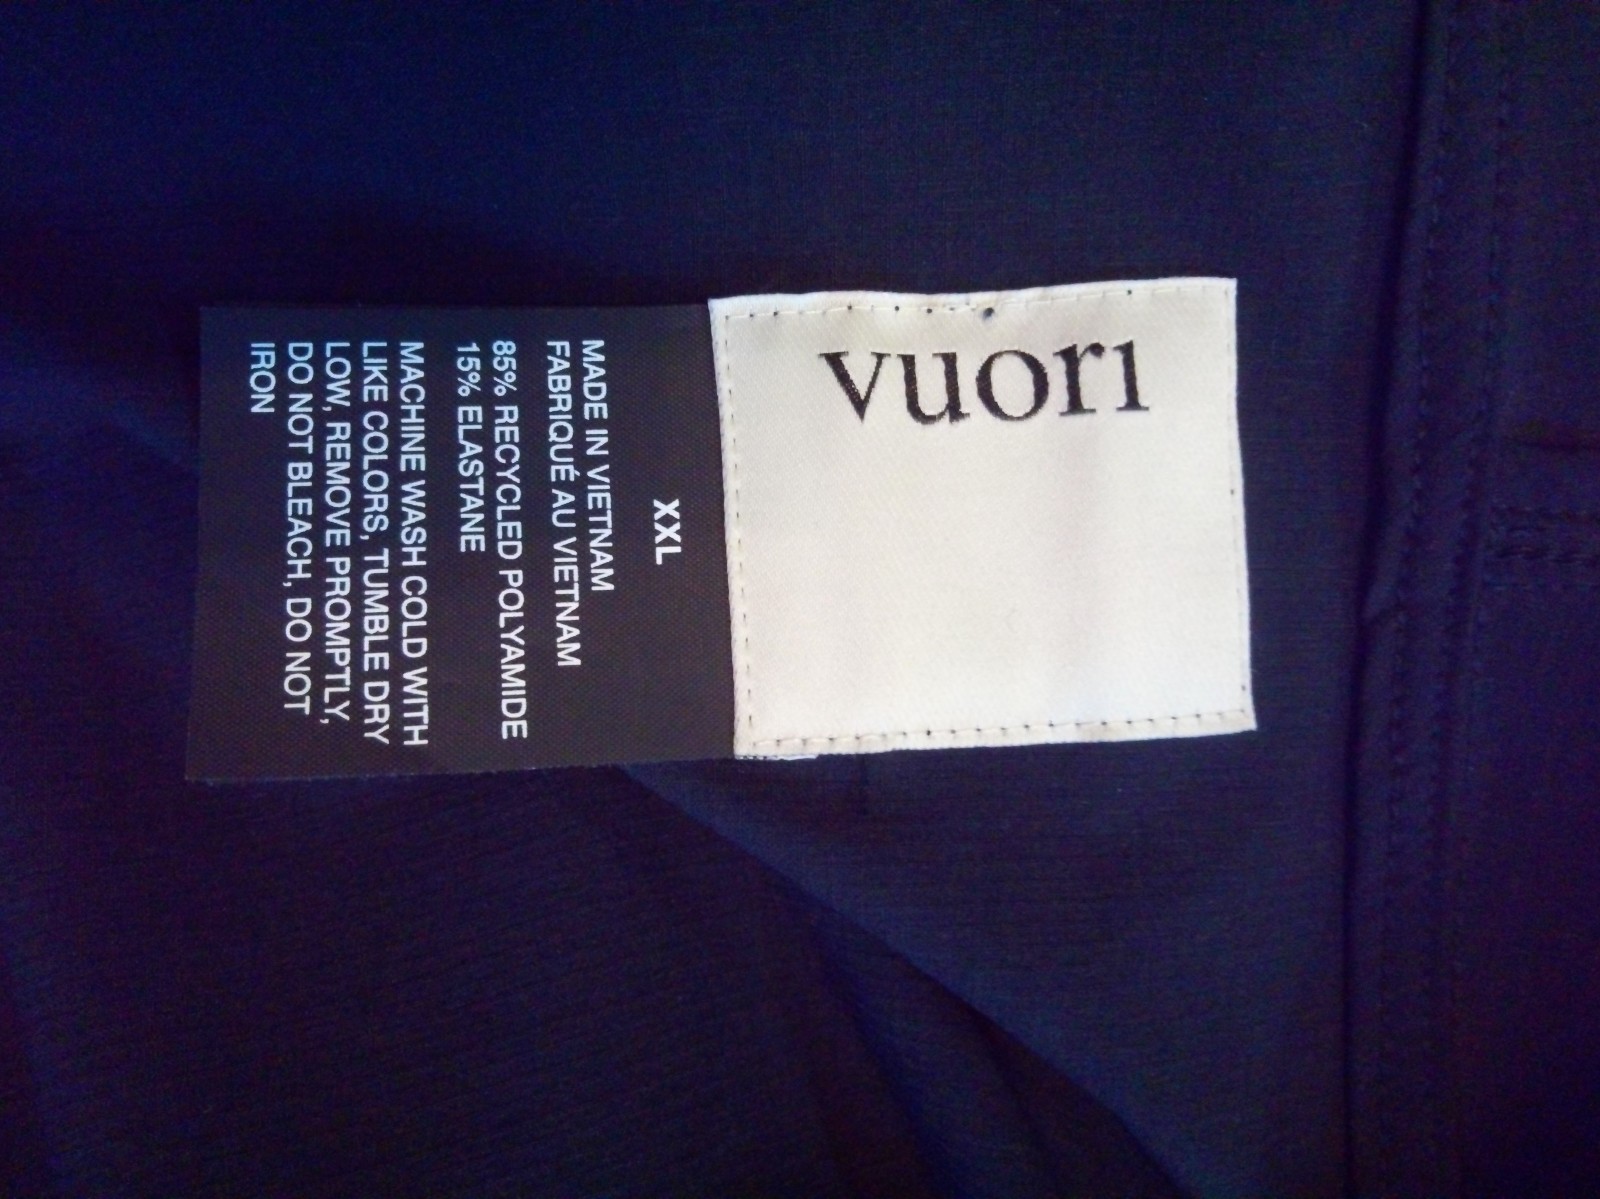 vuori
XXL
MADE IN VIETNAM
FABRIQUÉ AU VIETNAM
85% RECYCLED POLYAMIDE
15% ELASTANE
MACHINE WASH COLD WITH
LIKE COLORS, TUMBLE DRY
LOW, REMOVE PROMPTLY,
DO NOT BLEACH, DO NOT
IRON